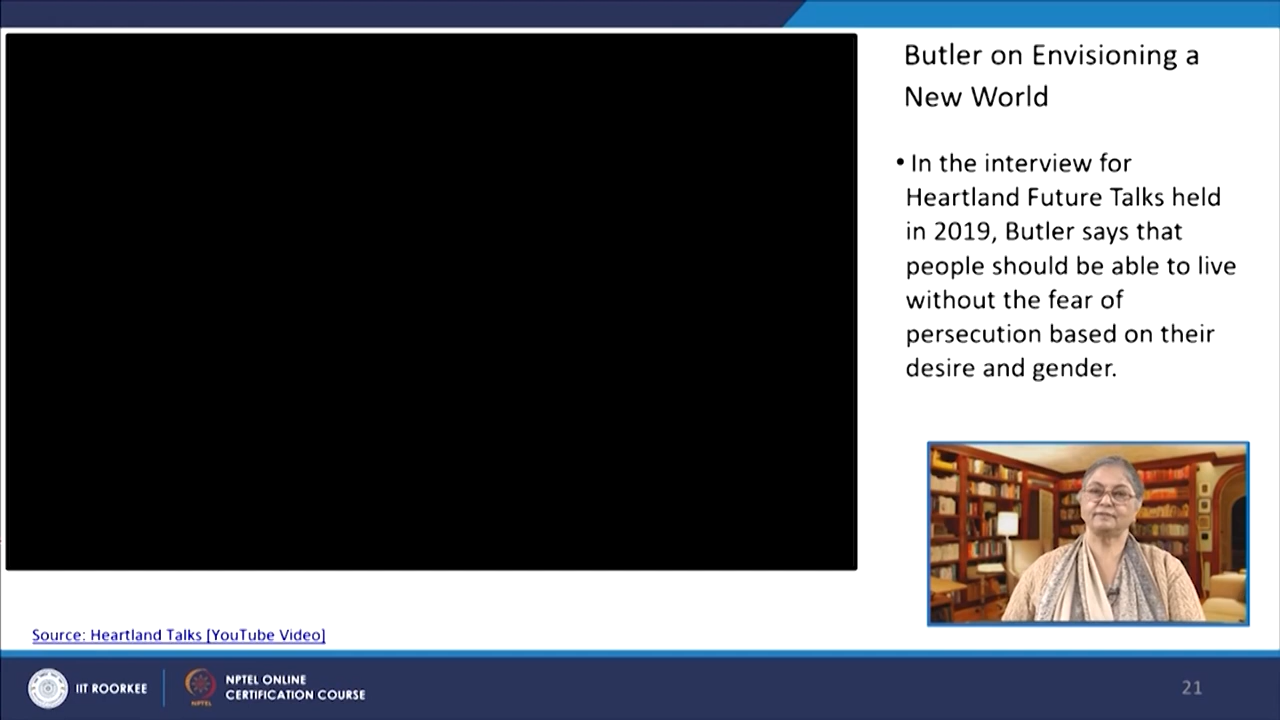 Butler on Envisioning a
New World
• In the interview for
Heartland Future Talks held
in 2019, Butler says that
people should be able to live
without the fear of
persecution based on their
desire and gender.
Source: Heartland Talks [YouTube Video]
IIT ROORKEE
NPTEL
NPTEL ONLINE
CERTIFICATION COURSE
21